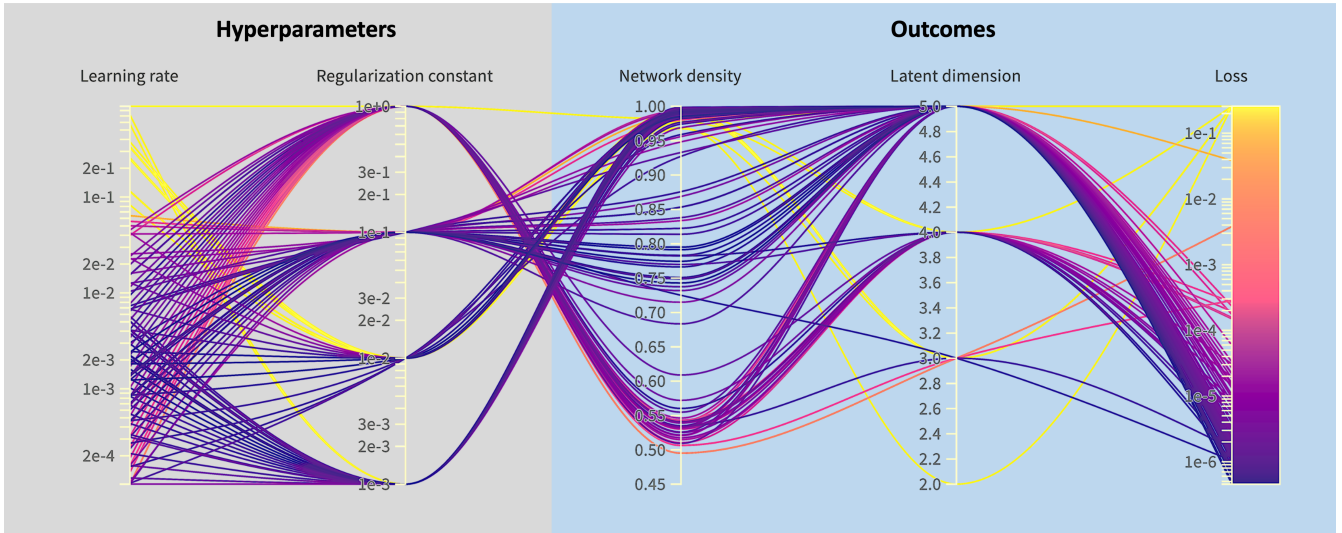 Hyperparameters
Outcomes
Learning rate
Regularization constant
Network density
Latent dimension
Loss
2e-1
1e-1
2e-2
1e-2
2e-3
1e-3
2e-4
1e+0
3e-1
2e-1
1e-1
3e-2
2e-2
1e-2
3e-3
2e-3
1e-3
1.00
0.95
0.90
0.85
0.80
0.75
0.70
0.65
0.60
0.55
0.50
0.45
5.0
4.8
4.6
4.4
4.2
4.0
3.8
3.6
3.4
3.2
3.0
2.8
2.6
2.4
2.2
2.0
1e-1
1e-2
1e-3
1e-4
1e-5
1e-6